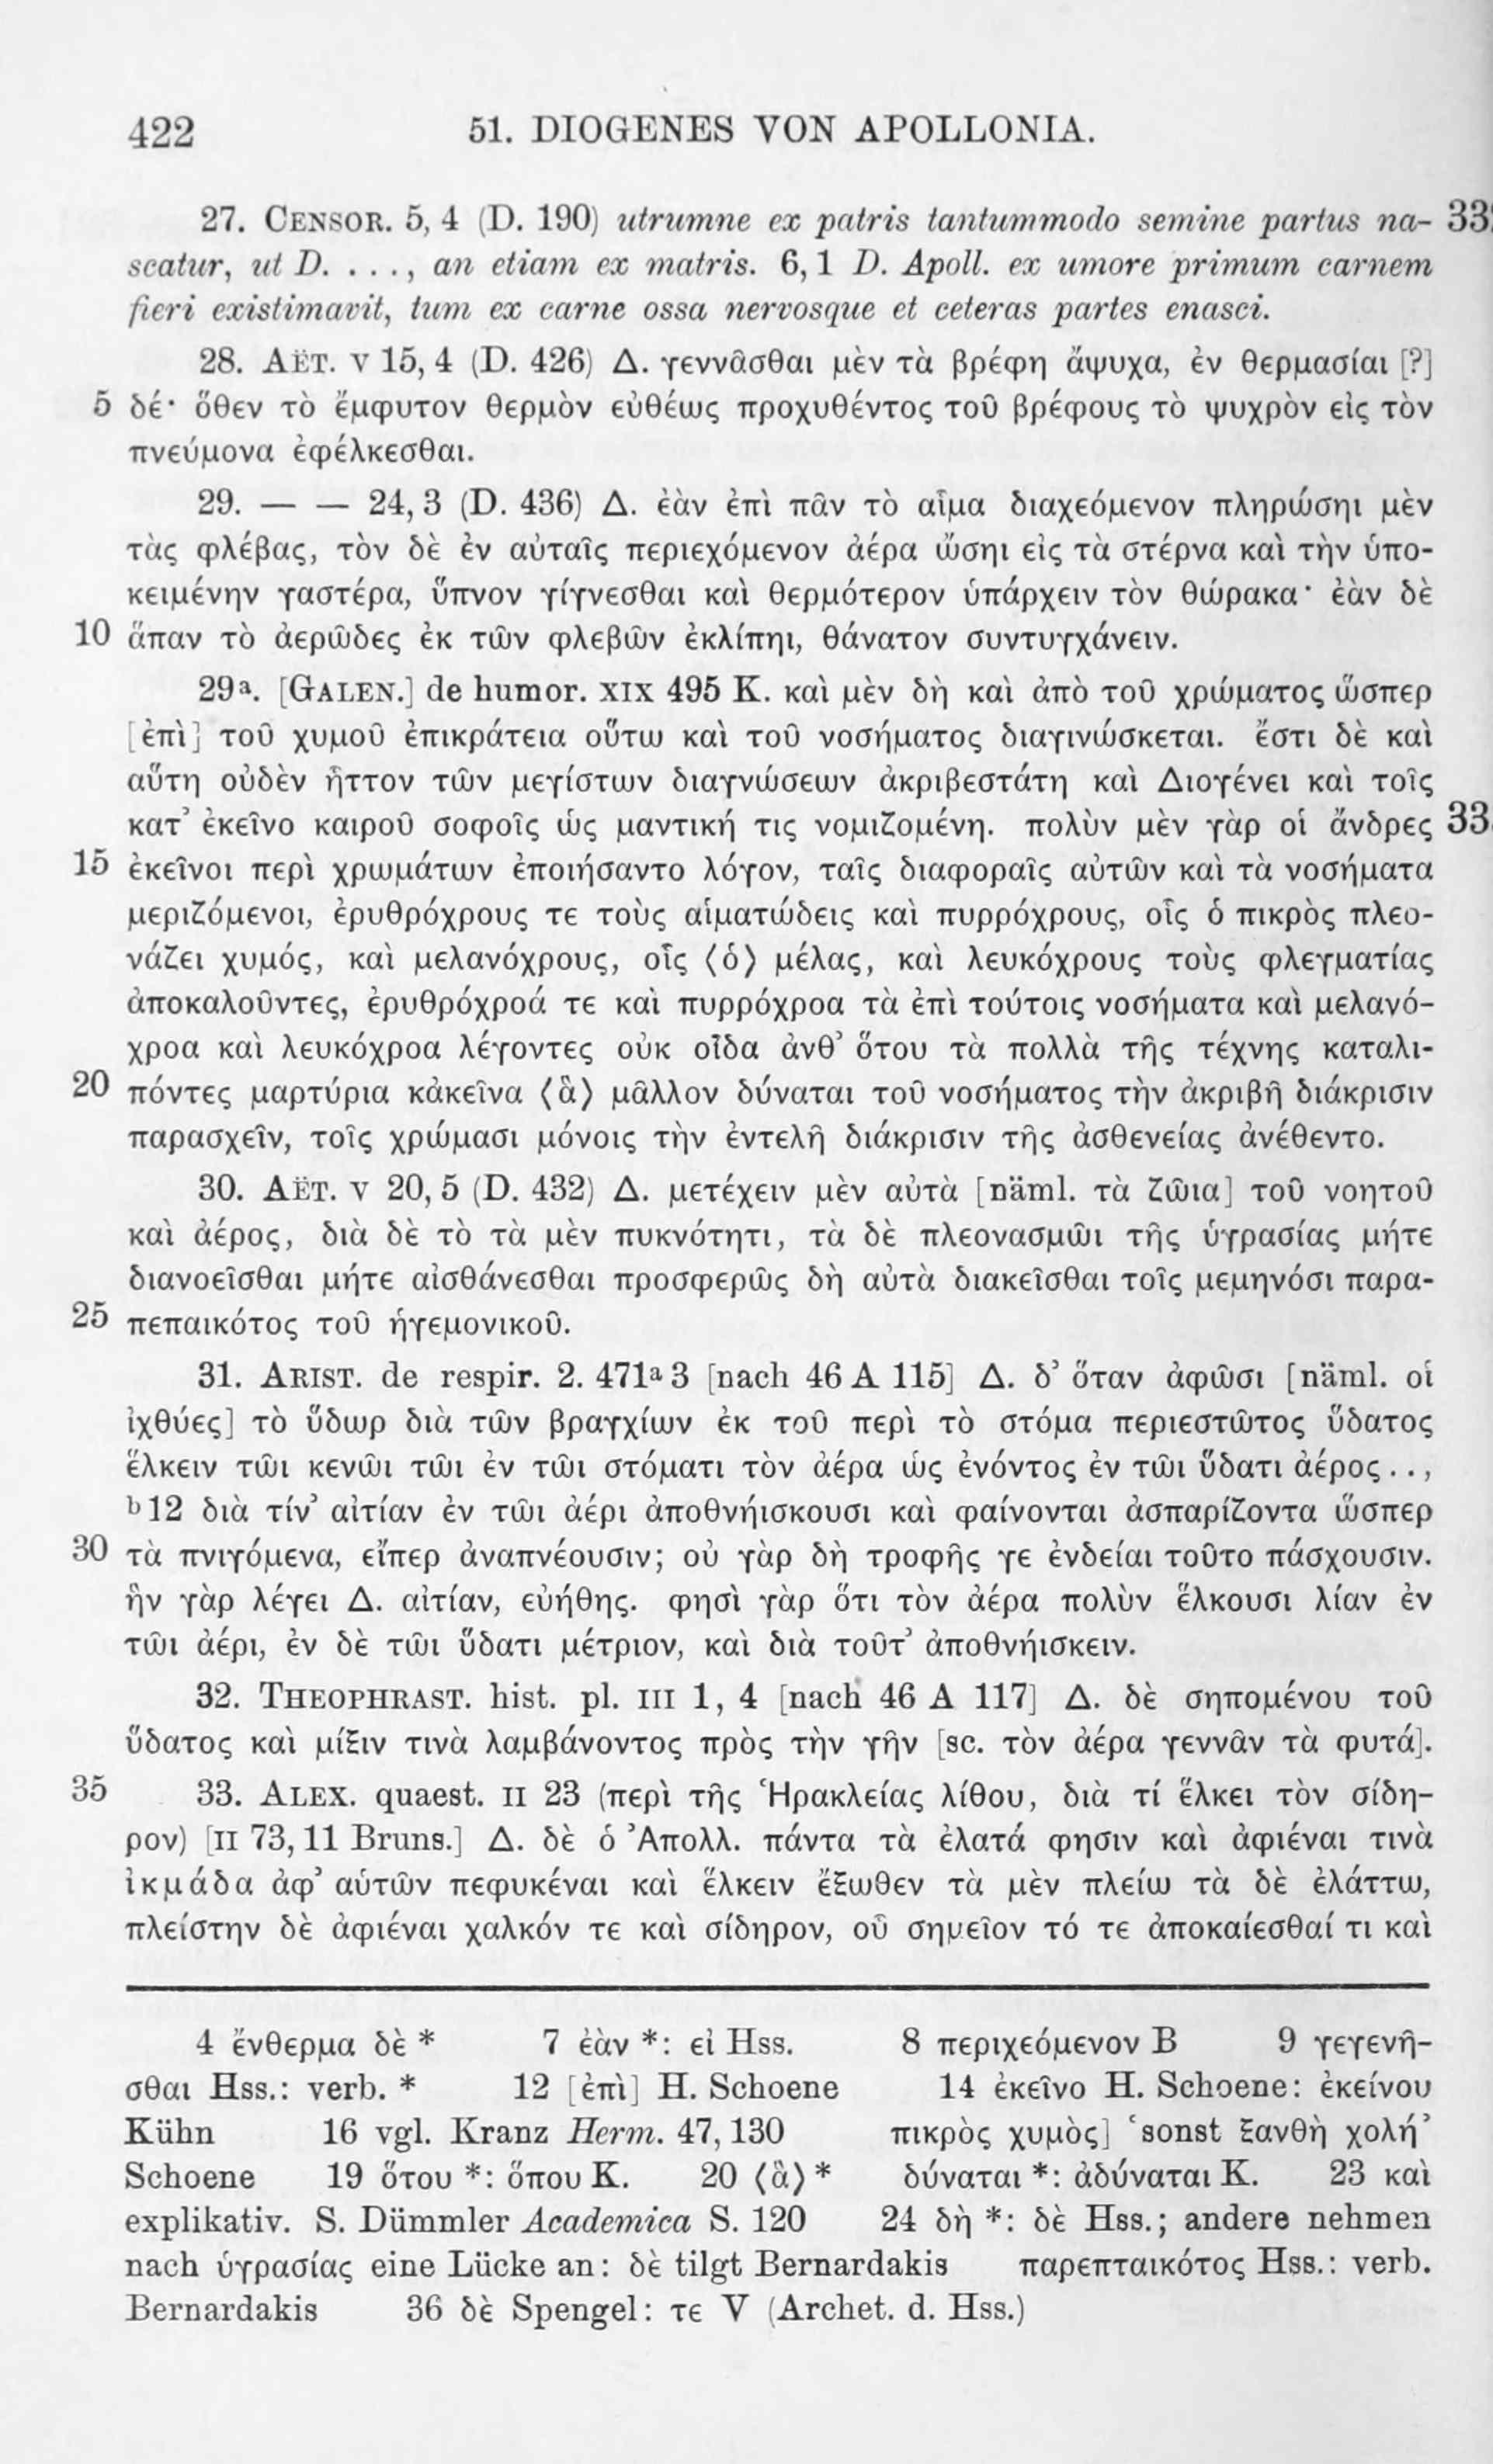 422 51. DIOGENES VON APOLLONIA.
27. CENSOR. 5, 4 (D. 190) utrumne ex patris tantummodo semine partus na- 33
scatur, ut D. . . ., an etiam ex matris. 6, 1 D. Apoll. ex umore primum carnem
fieri existimavit, tum ex carne ossa nervosque et ceteras partes enasci.
28. AËT. V 15, 4 (D. 426) Δ. γεννᾶσθαι μὲν τὰ βρέφη ἄψυχα, ἐν θερμασίαι [?]
5 δέ· ὅθεν τὸ ἔμφυτον θερμὸν εὐθέως προχυθέντος τοῦ βρέφους τὸ ψυχρὸν εἰς τὸν
πνεύμονα ἐφέλκεσθαι.
29. — — 24, 3 (D. 436) Δ. ἐὰν ἐπὶ πᾶν τὸ αἷμα διαχεόμενον πληρώσηι μὲν
τὰς φλέβας, τὸν δὲ ἐν αὐταῖς περιεχόμενον ἀέρα ὤσηι εἰς τὰ στέρνα καὶ τὴν ὑπο-
κειμένην γαστέρα, ὕπνον γίγνεσθαι καὶ θερμότερον ὑπάρχειν τὸν θώρακα· ἐὰν δὲ
10 ἅπαν τὸ ἀερῶδες ἐκ τῶν φλεβῶν ἐκλίπηι, θάνατον συντυγχάνειν.
29ª. [GALEN.] de humor. XIX 495 K. καὶ μὲν δὴ καὶ ἀπὸ τοῦ χρώματος ὥσπερ
[ἐπὶ] τοῦ χυμοῦ ἐπικράτεια οὕτω καὶ τοῦ νοσήματος διαγινώσκεται. ἔστι δὲ καὶ
αὕτη οὐδὲν ἧττον τῶν μεγίστων διαγνώσεων ἀκριβεστάτη καὶ Διογένει καὶ τοῖς
κατ’ ἐκεῖνο καιροῦ σοφοῖς ὡς μαντική τις νομιζομένη. πολὺν μὲν γὰρ οἱ ἄνδρες 33
15 ἐκεῖνοι περὶ χρωμάτων ἐποιήσαντο λόγον, ταῖς διαφοραῖς αὐτῶν καὶ τὰ νοσήματα
μεριζόμενοι, ἐρυθρόχρους τε τοὺς αἱματώδεις καὶ πυρρόχρους, οἷς ὁ πικρὸς πλεο-
νάζει χυμός, καὶ μελανόχρους, οἷς ⟨ὁ⟩ μέλας, καὶ λευκόχρους τοὺς φλεγματίας
ἀποκαλοῦντες, ἐρυθρόχροά τε καὶ πυρρόχροα τὰ ἐπὶ τούτοις νοσήματα καὶ μελανό-
χροα καὶ λευκόχροα λέγοντες οὐκ οἶδα ἀνθ’ ὅτου τὰ πολλὰ τῆς τέχνης καταλι-
20 πόντες μαρτύρια κἀκεῖνα ⟨ἃ⟩ μᾶλλον δύναται τοῦ νοσήματος τὴν ἀκριβῆ διάκρισιν
παρασχεῖν, τοῖς χρώμασι μόνοις τὴν ἐντελῆ διάκρισιν τῆς ἀσθενείας ἀνέθεντο.
30. AËT. V 20, 5 (D. 432) Δ. μετέχειν μὲν αὐτὰ [näml. τὰ ζῶια] τοῦ νοητοῦ
καὶ ἀέρος, διὰ δὲ τὸ τὰ μὲν πυκνότητι, τὰ δὲ πλεονασμῶι τῆς ὑγρασίας μήτε
διανοεῖσθαι μήτε αἰσθάνεσθαι προσφερῶς δὴ αὐτὰ διακεῖσθαι τοῖς μεμηνόσι παρα-
25 πεπαικότος τοῦ ἡγεμονικοῦ.
31. ARIST. de respir. 2. 471ª 3 [nach 46 A 115] Δ. δ’ ὅταν ἀφῶσι [näml. οἱ
ἰχθύες] τὸ ὕδωρ διὰ τῶν βραγχίων ἐκ τοῦ περὶ τὸ στόμα περιεστῶτος ὕδατος
ἕλκειν τῶι κενῶι τῶι ἐν τῶι στόματι τὸν ἀέρα ὡς ἐνόντος ἐν τῶι ὕδατι ἀέρος . . ,
ᵇ12 διὰ τίν’ αἰτίαν ἐν τῶι ἀέρι ἀποθνήισκουσι καὶ φαίνονται ἀσπαρίζοντα ὥσπερ
30 τὰ πνιγόμενα, εἴπερ ἀναπνέουσιν; οὐ γὰρ δὴ τροφῆς γε ἐνδείαι τοῦτο πάσχουσιν.
ἣν γὰρ λέγει Δ. αἰτίαν, εὐήθης. φησὶ γὰρ ὅτι τὸν ἀέρα πολὺν ἕλκουσι λίαν ἐν
τῶι ἀέρι, ἐν δὲ τῶι ὕδατι μέτριον, καὶ διὰ τοῦτ’ ἀποθνήισκειν.
32. THEOPHRAST. hist. pl. III 1, 4 [nach 46 A 117] Δ. δὲ σηπομένου τοῦ
ὕδατος καὶ μίξιν τινὰ λαμβάνοντος πρὸς τὴν γῆν [sc. τὸν ἀέρα γεννᾶν τὰ φυτά].
35 33. ALEX. quaest. II 23 (περὶ τῆς Ἡρακλείας λίθου, διὰ τί ἕλκει τὸν σίδη-
ρον) [II 73, 11 Bruns.] Δ. δὲ ὁ Ἀπολλ. πάντα τὰ ἐλατά φησιν καὶ ἀφιέναι τινὰ
ἰκμάδα ἀφ’ αὑτῶν πεφυκέναι καὶ ἕλκειν ἔξωθεν τὰ μὲν πλείω τὰ δὲ ἐλάττω,
πλείστην δὲ ἀφιέναι χαλκόν τε καὶ σίδηρον, οὗ σημεῖον τό τε ἀποκαίεσθαί τι καὶ
4 ἔνθερμα δὲ * 7 ἐὰν *: εἰ Hss. 8 περιχεόμενον B 9 γεγενῆ-
σθαι Hss.: verb. * 12 [ἐπὶ] H. Schoene 14 ἐκεῖνο H. Schoene: ἐκείνου
Kühn 16 vgl. Kranz Herm. 47, 130 πικρὸς χυμὸς] ‘sonst ξανθὴ χολή’
Schoene 19 ὅτου *: ὅπου K. 20 ⟨ἃ⟩ * δύναται *: ἀδύναται K. 23 καὶ
explikativ. S. Dümmler Academica S. 120 24 δὴ *: δὲ Hss.; andere nehmen
nach ὑγρασίας eine Lücke an: δὲ tilgt Bernardakis παρεπταικότος Hss.: verb.
Bernardakis 36 δὲ Spengel: τε V (Archet. d. Hss.)